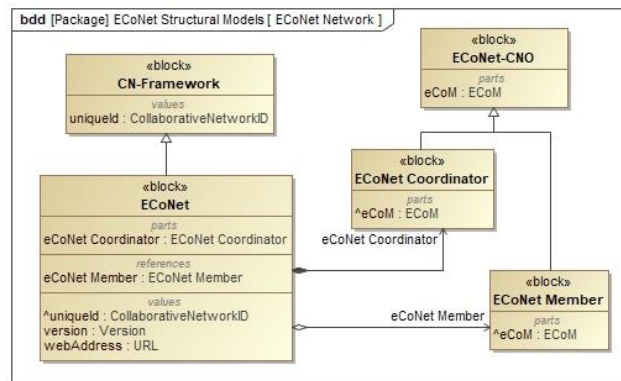 bdd [Package] ECoNet Structural Models [ ECoNet Network ]
«block»
CN-Framework
values
uniqueId : CollaborativeNetworkID
«block»
ECoNet-CNO
parts
eCoM : ECoM
«block»
ECoNet Coordinator
parts
^eCoM : ECoM
«block»
ECoNet
parts
eCoNet Coordinator : ECoNet Coordinator
references
eCoNet Member : ECoNet Member
values
^uniqueId : CollaborativeNetworkID
version : Version
webAddress : URL
eCoNet Coordinator
eCoNet Member
«block»
ECoNet Member
parts
^eCoM : ECoM